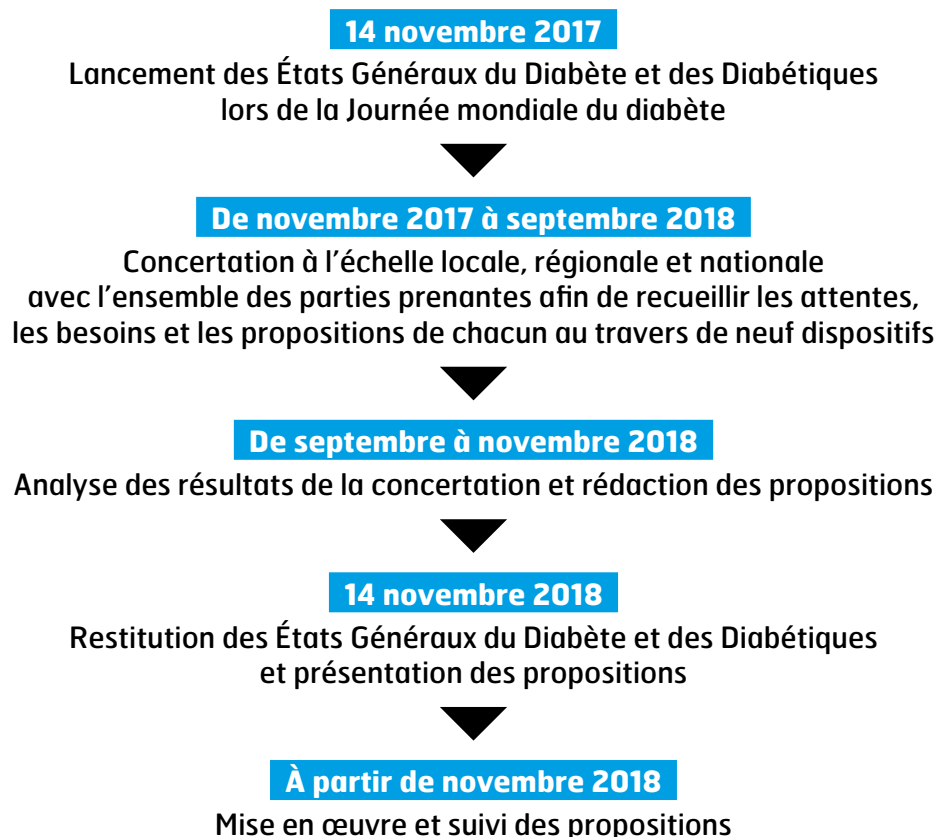 14 novembre 2017
Lancement des États Généraux du Diabète et des Diabétiques
lors de la Journée mondiale du diabète
De novembre 2017 à septembre 2018
Concertation à l’échelle locale, régionale et nationale
avec l’ensemble des parties prenantes afin de recueillir les attentes,
les besoins et les propositions de chacun au travers de neuf dispositifs
De septembre à novembre 2018
Analyse des résultats de la concertation et rédaction des propositions
14 novembre 2018
Restitution des États Généraux du Diabète et des Diabétiques
et présentation des propositions
À partir de novembre 2018
Mise en œuvre et suivi des propositions